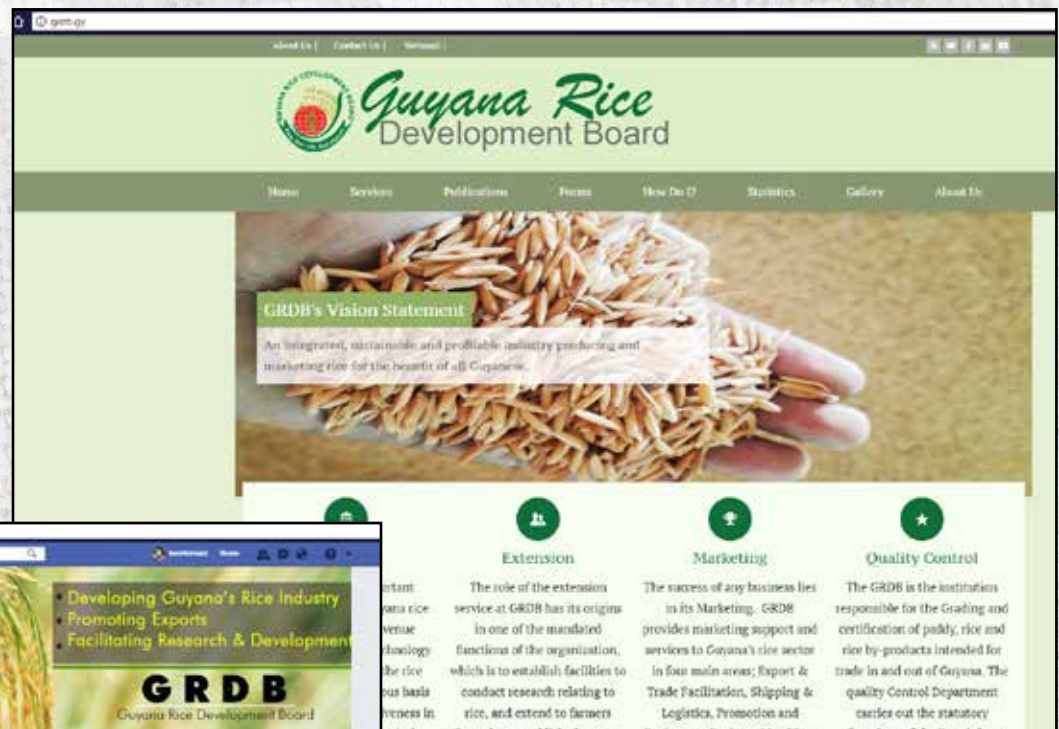 grdb.gy
About Us | Contact Us | Webmail |
Guyana Rice
Development Board
Home Services Publications Forms How Do I? Statistics Gallery About Us
GRDB's Vision Statement
An integrated, sustainable and profitable industry producing and
marketing rice for the benefit of all Guyanese.
Extension
The role of the extension
service at GRDB has its origins
in one of the mandated
functions of the organization,
which is to establish facilities to
conduct research relating to
rice, and extend to farmers
Marketing
The success of any business lies
in its Marketing. GRDB
provides marketing support and
services to Guyana's rice sector
in four main areas; Export &
Trade Facilitation, Shipping &
Logistics, Promotion and
Quality Control
The GRDB is the institution
responsible for the Grading and
certification of paddy, rice and
rice by-products intended for
trade in and out of Guyana. The
quality Control Department
carries out the statutory
• Developing Guyana's Rice Industry
• Promoting Exports
• Facilitating Research & Development
GRDB
Guyana Rice Development Board